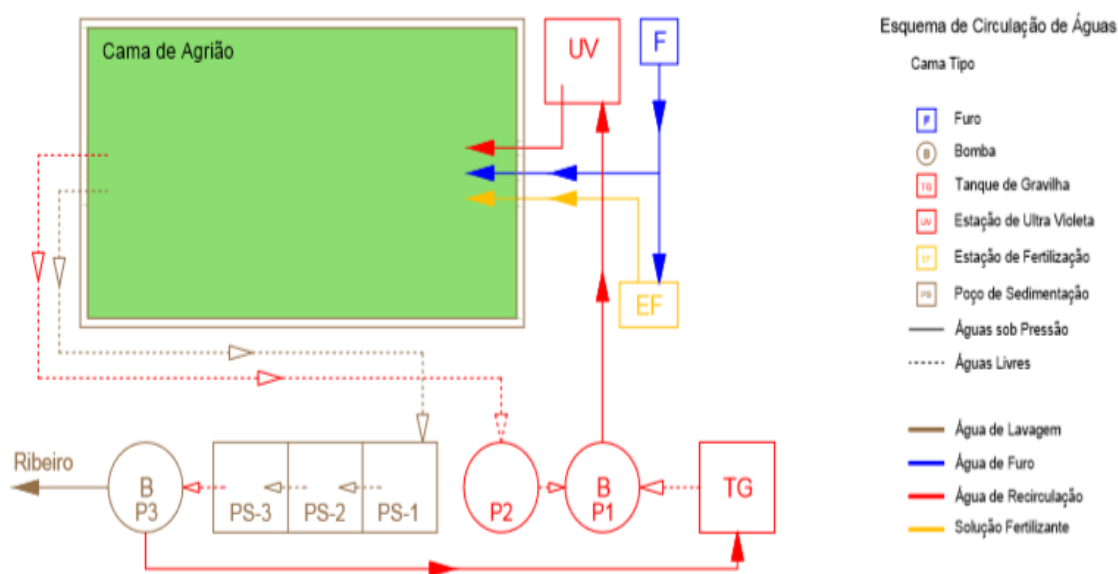 Esquema de Circulação de Águas
Cama Tipo
Cama de Agrião
UV
F
EF
F Furo
B Bomba
TG Tanque de Gravilha
UV Estação de Ultra Violeta
EF Estação de Fertilização
PS Poço de Sedimentação
Águas sob Pressão
Águas Livres
Água de Lavagem
Água de Furo
Água de Recirculação
Solução Fertilizante
Ribeiro
B
P3
PS-3
PS-2
PS-1
P2
B
P1
TG